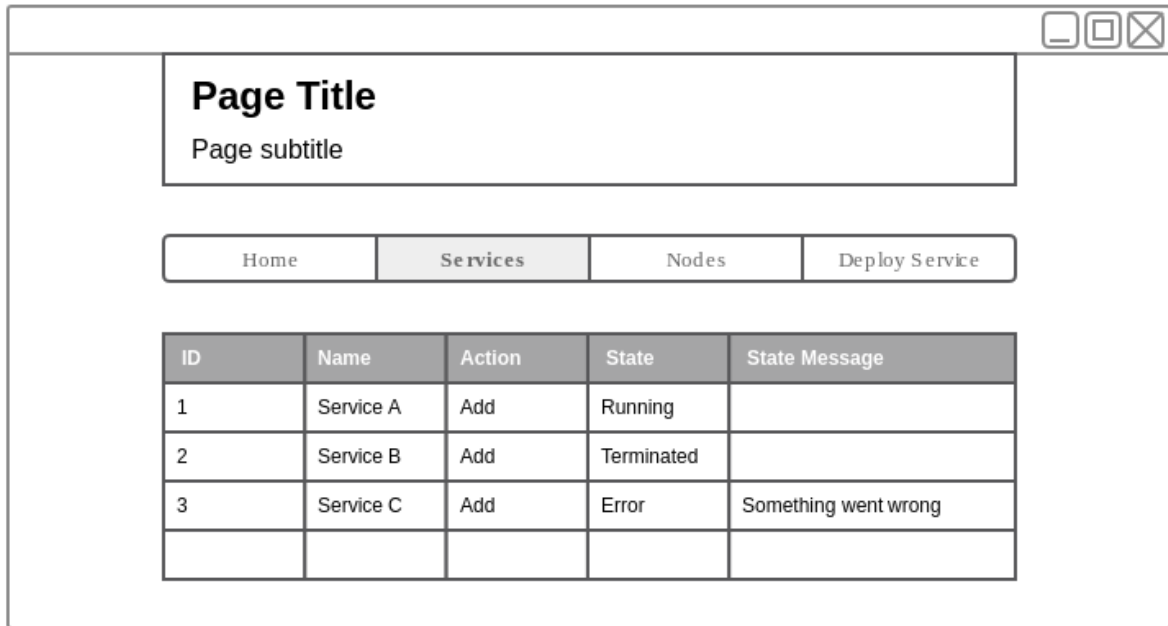 Page Title
Page subtitle
Home Services Nodes Deploy Service
ID Name Action State State Message
1 Service A Add Running
2 Service B Add Terminated
3 Service C Add Error Something went wrong